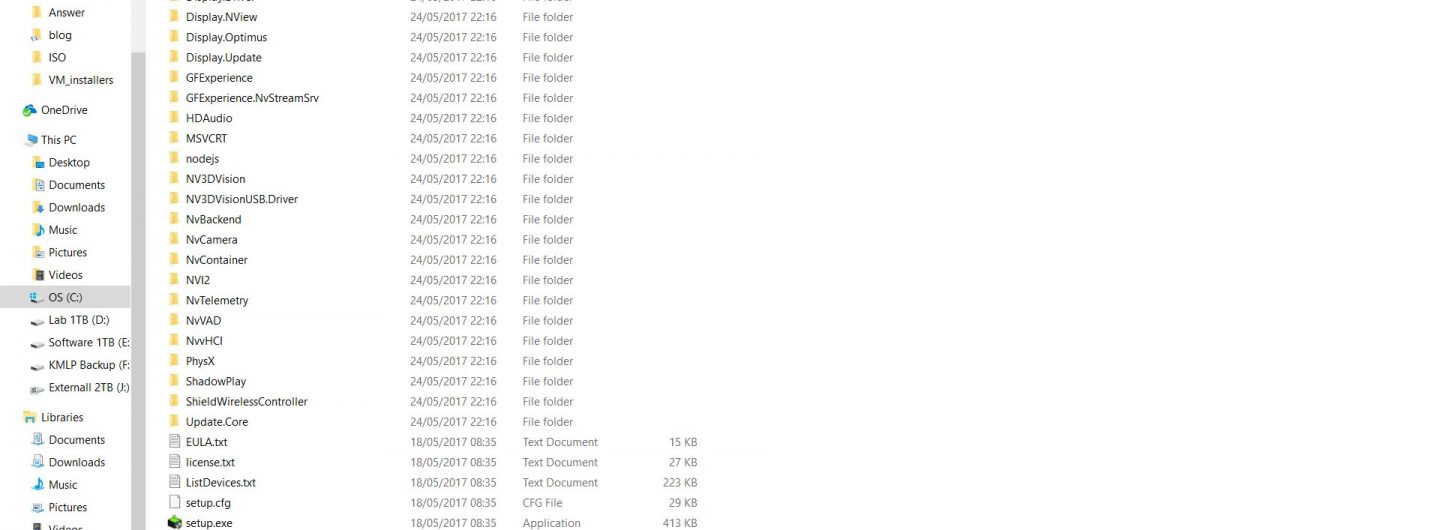 Answer
blog
ISO
VM_installers
OneDrive
This PC
Desktop
Documents
Downloads
Music
Pictures
Videos
OS (C:)
Lab 1TB (D:)
Software 1TB (E:
KMLP Backup (F:
Externall 2TB (J:)
Libraries
Documents
Downloads
Music
Pictures
Videos
Display.Driver 24/05/2017 22:16 File folder
Display.NView 24/05/2017 22:16 File folder
Display.Optimus 24/05/2017 22:16 File folder
Display.Update 24/05/2017 22:16 File folder
GFExperience 24/05/2017 22:16 File folder
GFExperience.NvStreamSrv 24/05/2017 22:16 File folder
HDAudio 24/05/2017 22:16 File folder
MSVCRT 24/05/2017 22:16 File folder
nodejs 24/05/2017 22:16 File folder
NV3DVision 24/05/2017 22:16 File folder
NV3DVisionUSB.Driver 24/05/2017 22:16 File folder
NvBackend 24/05/2017 22:16 File folder
NvCamera 24/05/2017 22:16 File folder
NvContainer 24/05/2017 22:16 File folder
NVI2 24/05/2017 22:16 File folder
NvTelemetry 24/05/2017 22:16 File folder
NvVAD 24/05/2017 22:16 File folder
NvvHCI 24/05/2017 22:16 File folder
PhysX 24/05/2017 22:16 File folder
ShadowPlay 24/05/2017 22:16 File folder
ShieldWirelessController 24/05/2017 22:16 File folder
Update.Core 24/05/2017 22:16 File folder
EULA.txt 18/05/2017 08:35 Text Document 15 KB
license.txt 18/05/2017 08:35 Text Document 27 KB
ListDevices.txt 18/05/2017 08:35 Text Document 223 KB
setup.cfg 18/05/2017 08:35 CFG File 29 KB
setup.exe 18/05/2017 08:35 Application 413 KB